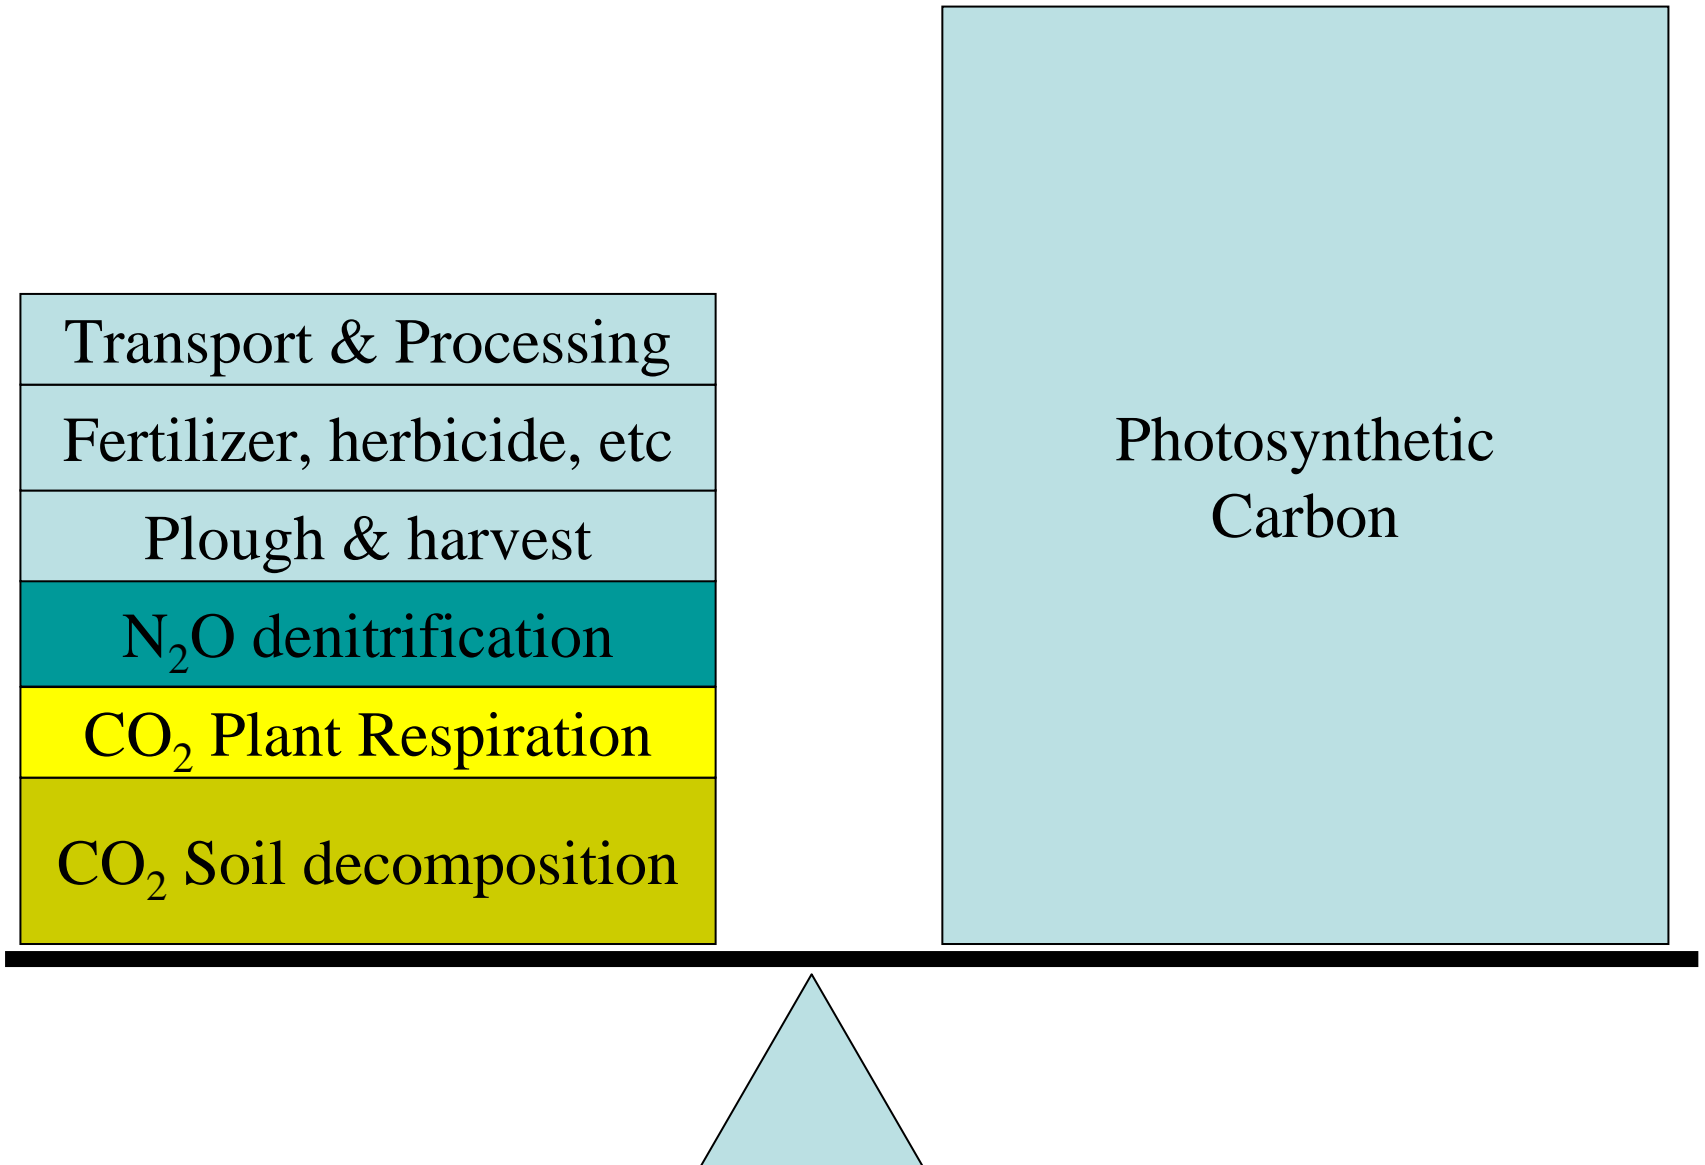 Transport & Processing
Fertilizer, herbicide, etc
Plough & harvest
N₂O denitrification
CO₂ Plant Respiration
CO₂ Soil decomposition
Photosynthetic
Carbon